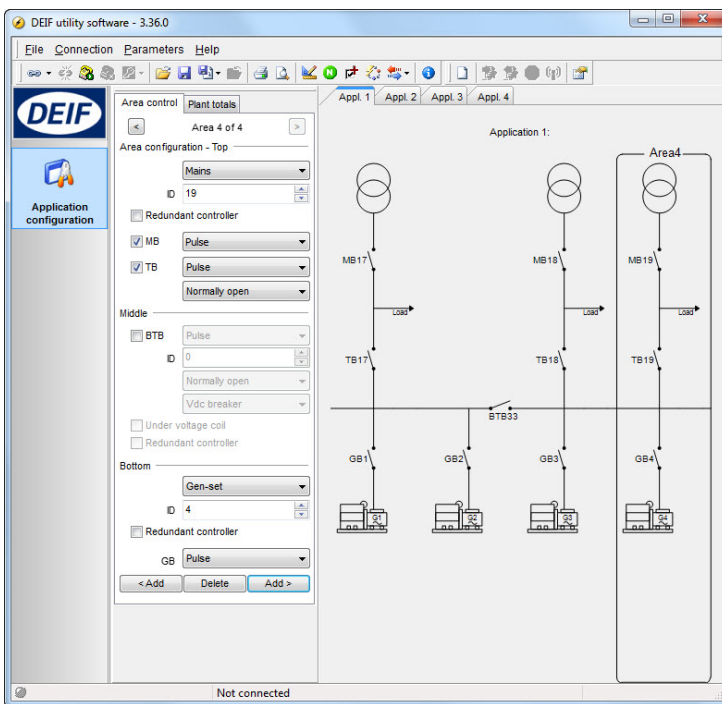 DEIF utility software - 3.36.0
File Connection Parameters Help
DEIF
Application
configuration
Area control Plant totals
< Area 4 of 4 >
Area configuration - Top
Mains
ID 19
Redundant controller
MB Pulse
TB Pulse
Normally open
Middle
BTB Pulse
ID 0
Normally open
Vdc breaker
Under voltage coil
Redundant controller
Bottom
Gen-set
ID 4
Redundant controller
GB Pulse
< Add Delete Add >
Appl. 1 Appl. 2 Appl. 3 Appl. 4
Application 1:
Area4
MB17 MB18 MB19
Load Load Load
TB17 TB18 TB19
BTB33
GB1 GB2 GB3 GB4
G1 G2 G3 G4
Not connected